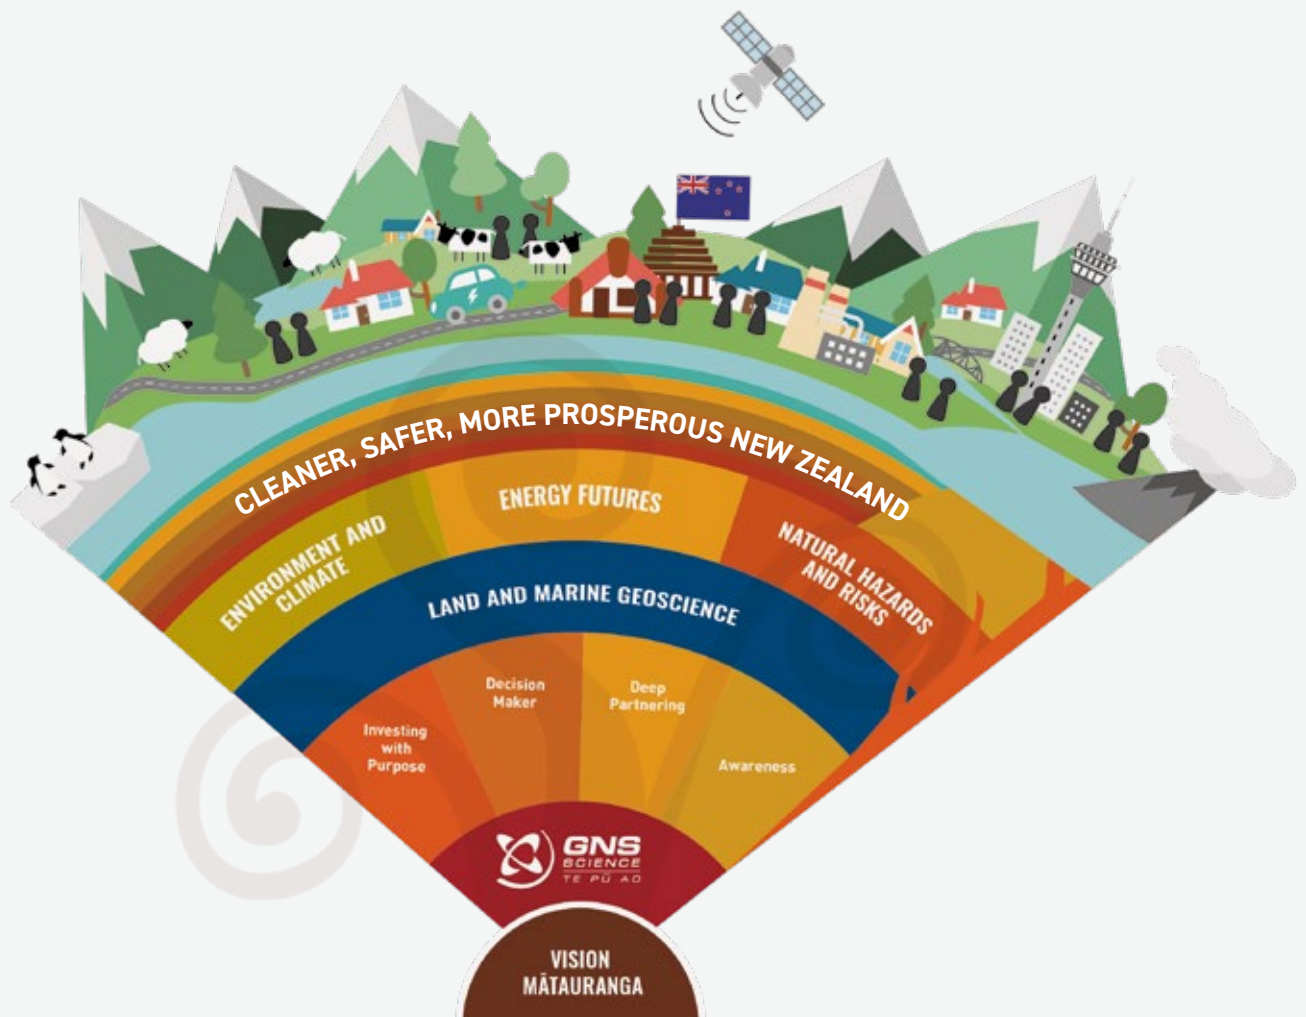 CLEANER, SAFER, MORE PROSPEROUS NEW ZEALAND
ENVIRONMENT AND
CLIMATE
ENERGY FUTURES
NATURAL HAZARDS
AND RISKS
LAND AND MARINE GEOSCIENCE
Investing
with
Purpose
Decision
Maker
Deep
Partnering
Awareness
GNS
SCIENCE
TE PŪ AO
VISION
MĀTAURANGA